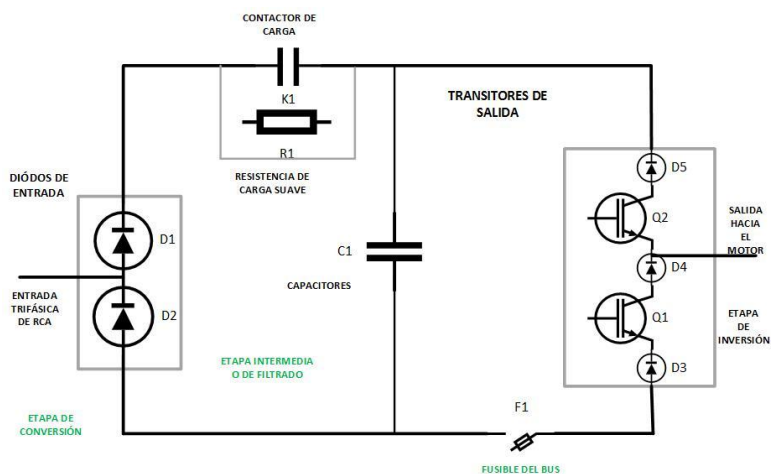 CONTACTOR DE
CARGA
K1
R1
RESISTENCIA DE
CARGA SUAVE
TRANSITORES DE
SALIDA
DIÓDOS DE
ENTRADA
D1
D2
ENTRADA
TRIFÁSICA
DE RCA
C1
CAPACITORES
D5
Q2
D4
Q1
D3
SALIDA
HACIA
EL
MOTOR
ETAPA
DE
INVERSIÓN
ETAPA INTERMEDIA
O DE FILTRADO
ETAPA DE
CONVERSIÓN
F1
FUSIBLE DEL BUS